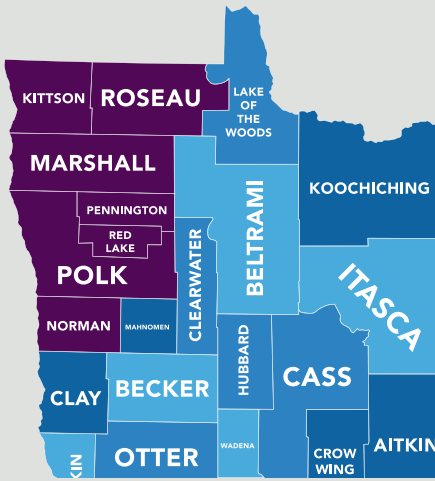 KITTSON
ROSEAU
LAKE
OF
THE
WOODS
MARSHALL
KOOCHICHING
PENNINGTON
RED
LAKE
POLK
CLEARWATER
BELTRAMI
ITASCA
NORMAN
MAHNOMEN
HUBBARD
CLAY
BECKER
CASS
KIN
OTTER
WADENA
CROW
WING
AITKIN